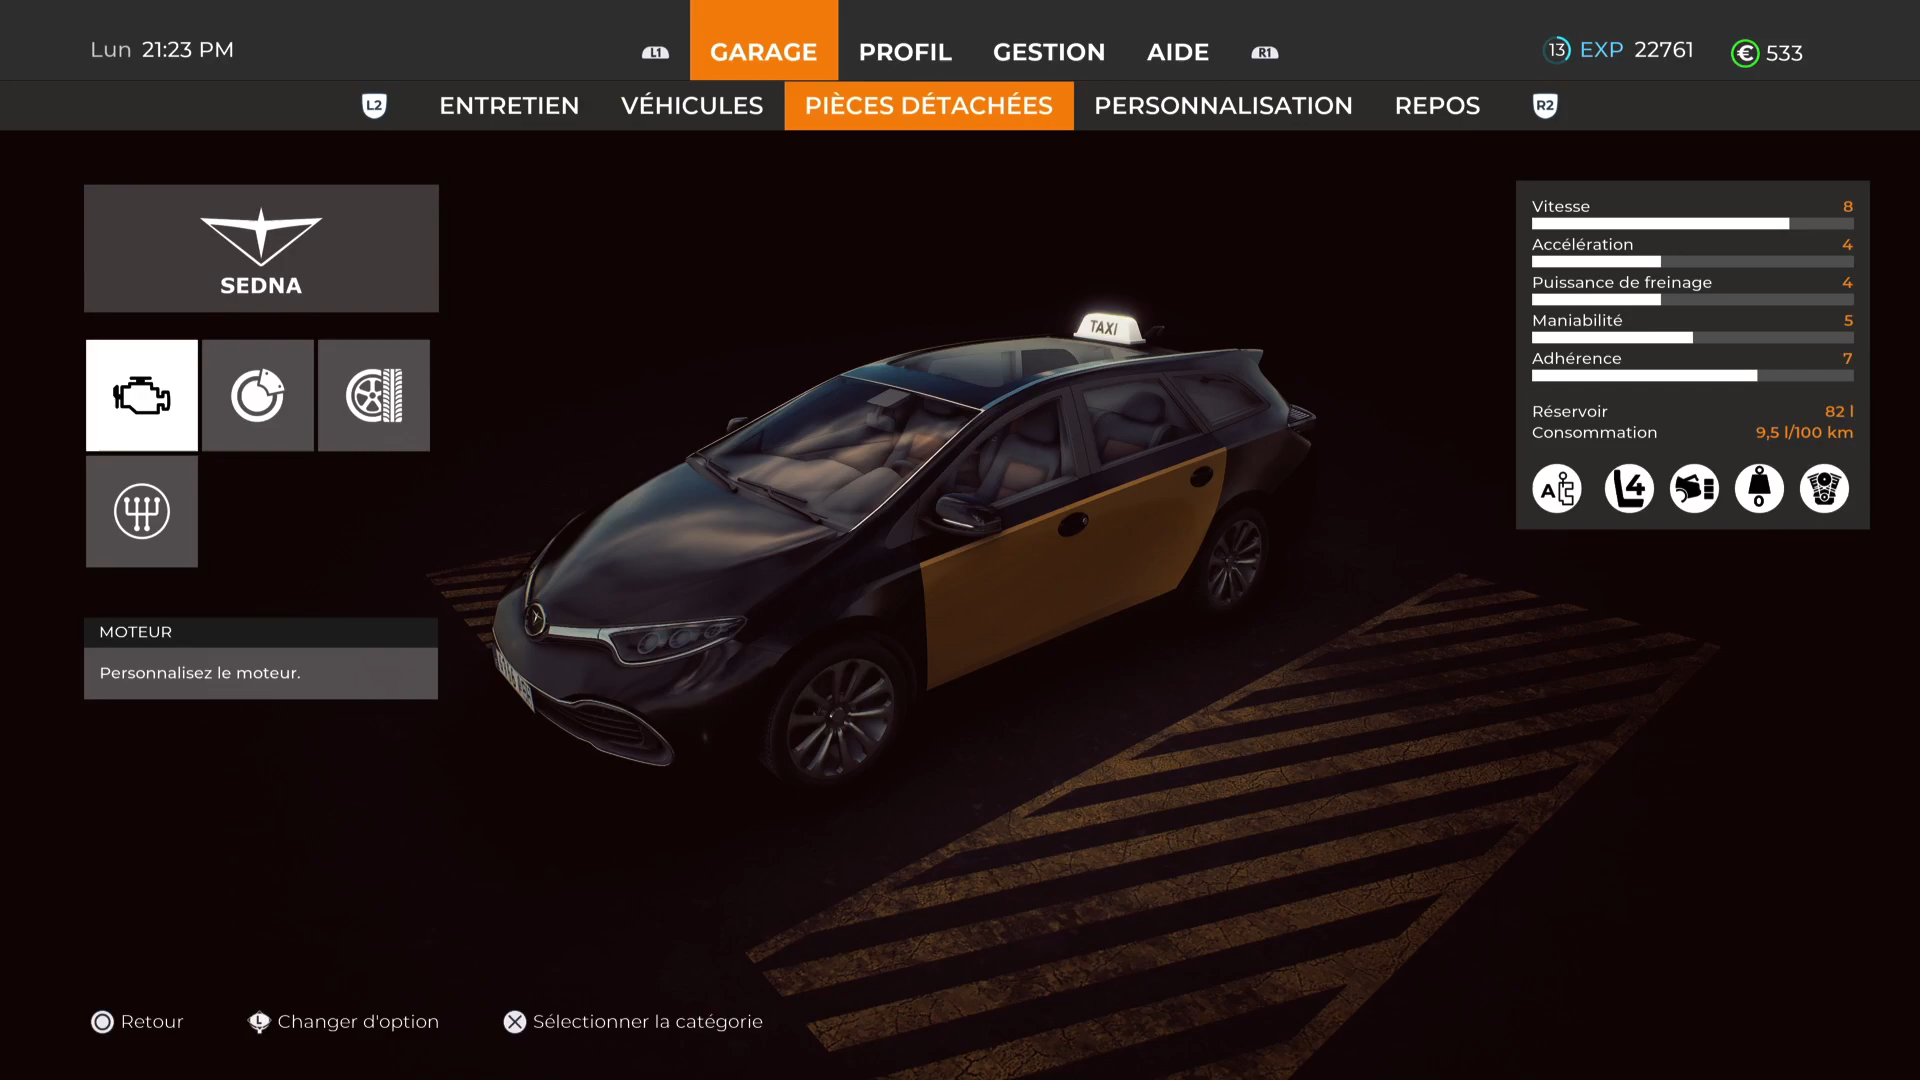 Lun 21:23 PM
L1 GARAGE PROFIL GESTION AIDE R1
13 EXP 22761 € 533
L2 ENTRETIEN VÉHICULES PIÈCES DÉTACHÉES PERSONNALISATION REPOS R2
SEDNA
MOTEUR
Personnalisez le moteur.
TAXI
Vitesse 8
Accélération 4
Puissance de freinage 4
Maniabilité 5
Adhérence 7
Réservoir 82 l
Consommation 9,5 l/100 km
A 4 0
Retour L Changer d'option Sélectionner la catégorie